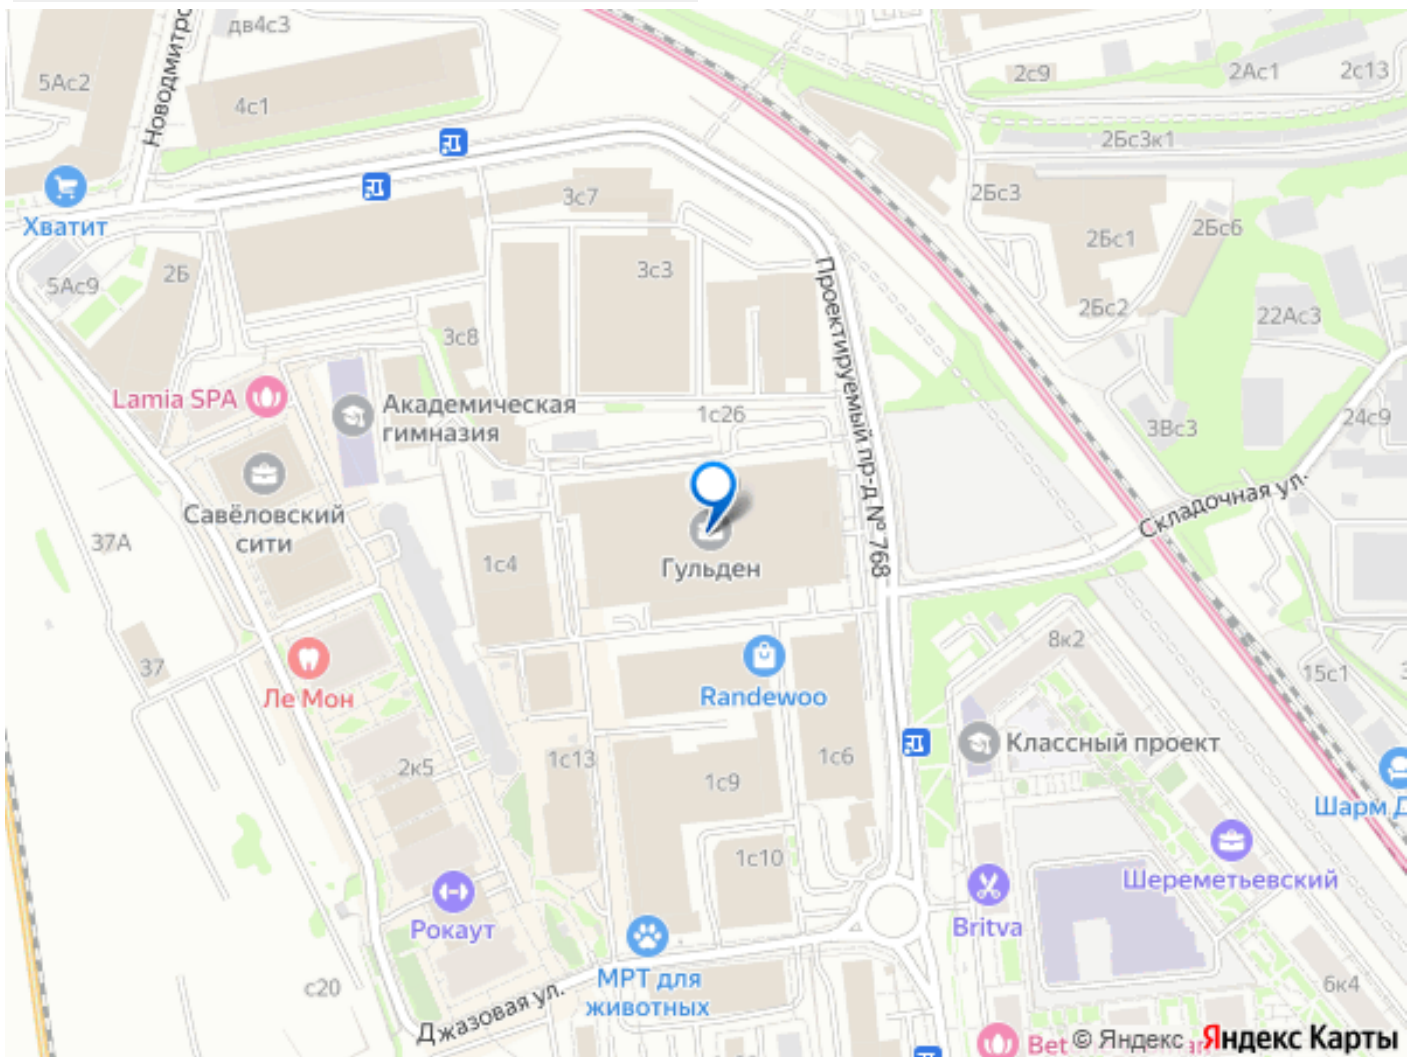 дв4с3
5Ас2
4с1
Новодмитро
2с9
2Ас1
2с13
2Бс3к1
Хватит
3с7
2Бс3
2Бс1
2Бс6
5Ас9
2Б
3с3
Проектируемый пр-д № 768
2Бс2
22Ас3
3с8
Lamia SPA
Академическая
гимназия
1с26
3Вс3
24с9
Савёловский
сити
Складочная ул.
37А
1с4
Гульден
37
Ле Мон
Randewoo
8к2
15с1
2к5
1с13
1с9
1с6
Классный проект
Шарм Д
1с10
Шереметьевский
Рокаут
Britva
МРТ для
животных
с20
Джазовая ул.
6к4
Bet
© Яндекс
Яндекс Карты